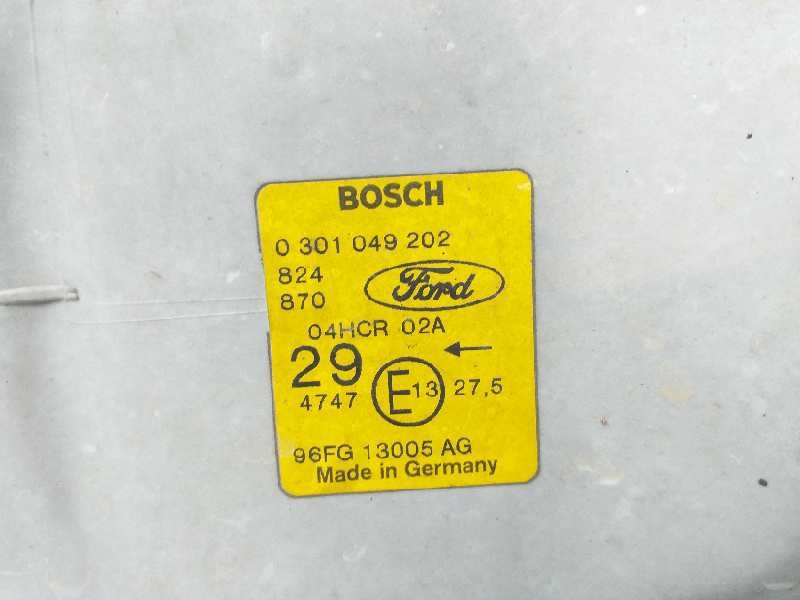 BOSCH
0 301 049 202
824
870
Ford
04HCR 02A
29
4747
E13
27,5
96FG 13005 AG
Made in Germany